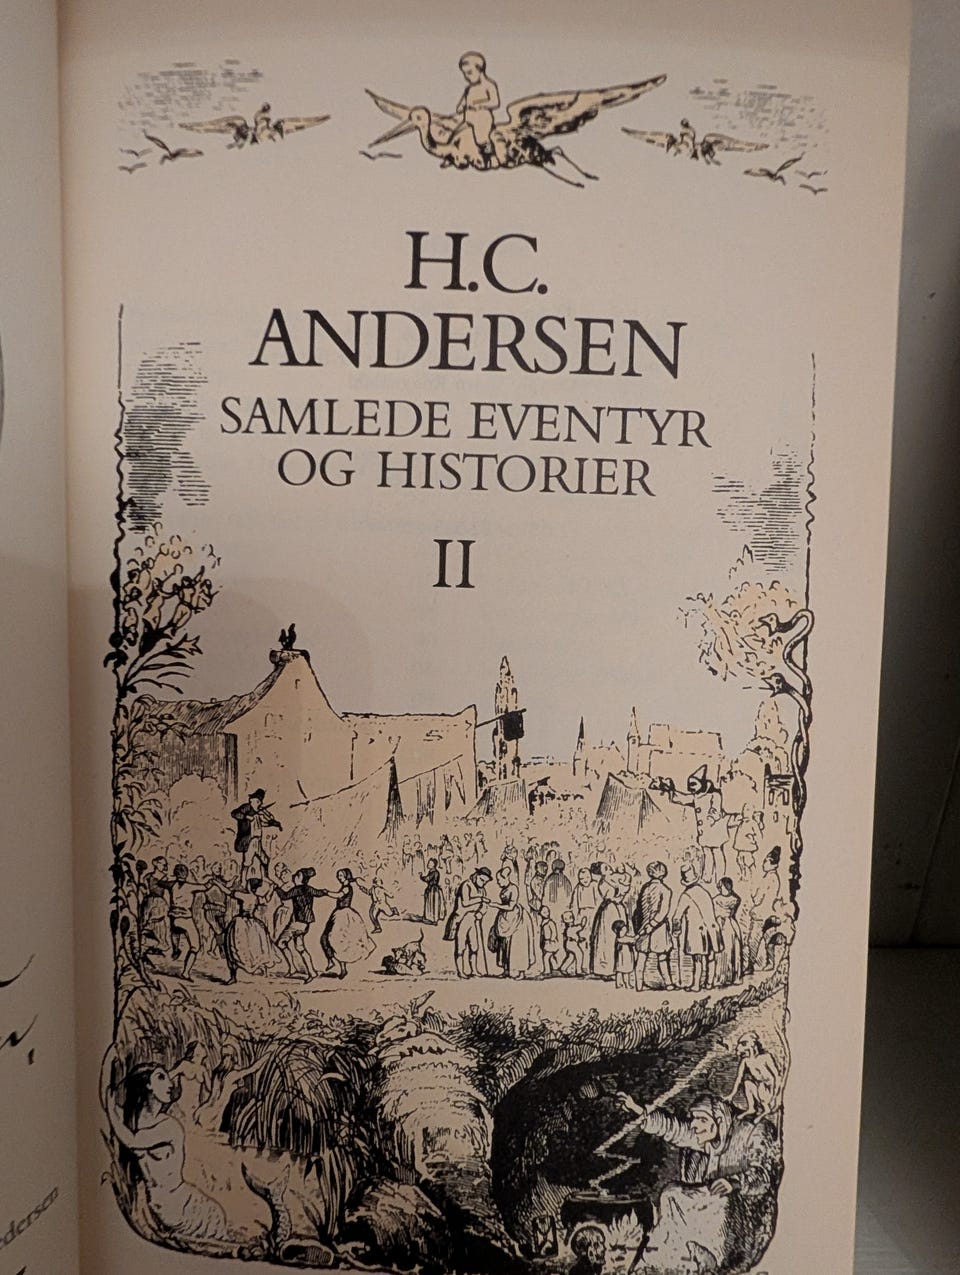 H.C.
ANDERSEN
SAMLEDE EVENTYR
OG HISTORIER
II